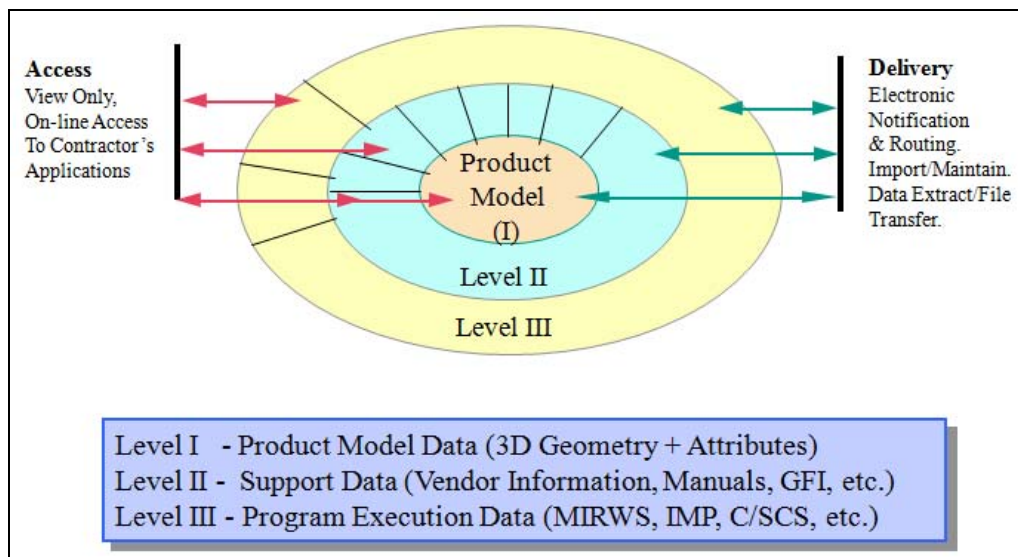 Access
View Only,
On-line Access
To Contractor's
Applications
Product
Model
(I)
Level II
Level III
Delivery
Electronic
Notification
& Routing.
Import/Maintain.
Data Extract/File
Transfer.
Level I - Product Model Data (3D Geometry + Attributes)
Level II - Support Data (Vendor Information, Manuals, GFI, etc.)
Level III - Program Execution Data (MIRWS, IMP, C/SCS, etc.)